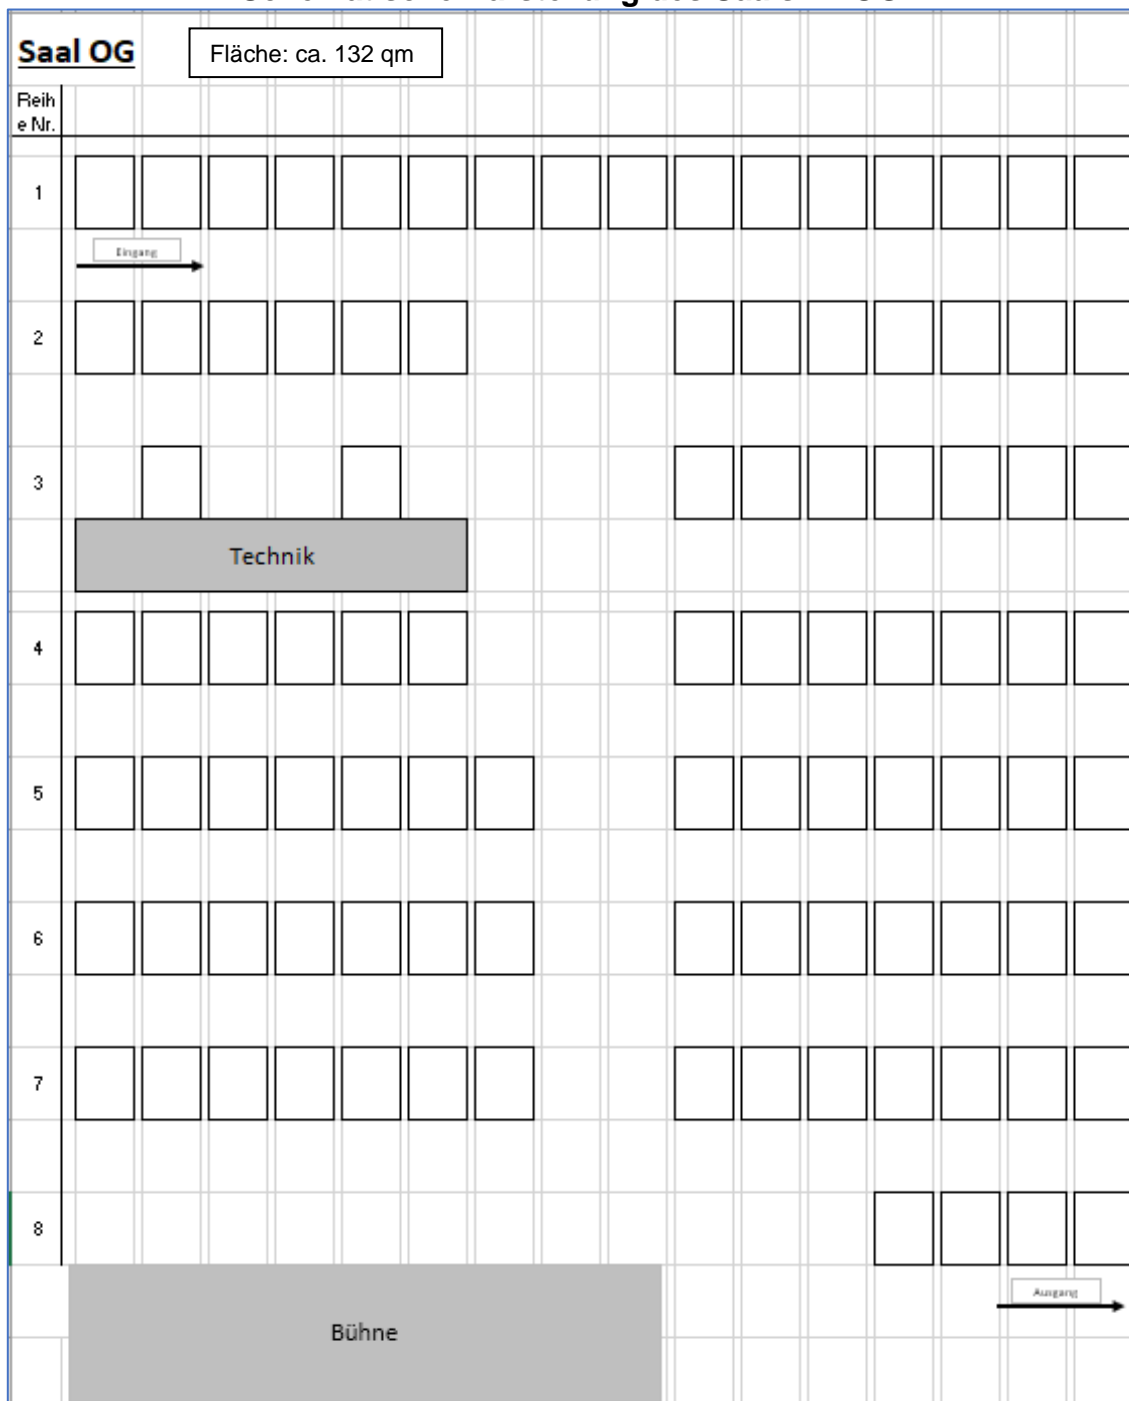 Saal OG
Fläche: ca. 132 qm
Reih
e Nr.
1
Eingang
2
3
Technik
4
5
6
7
8
Ausgang
Bühne